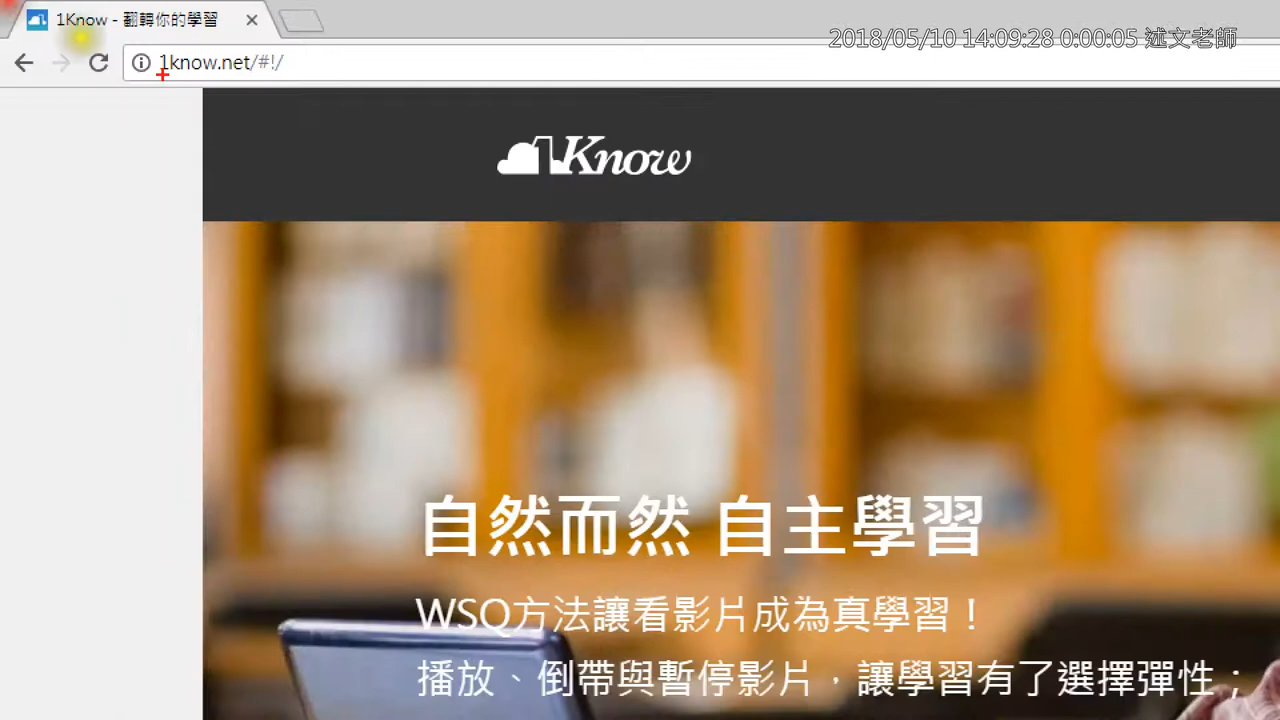 1Know - 翻轉你的學習
2018/05/10 14:09:28 0:00:05 述文老師
1know.net/#!/
1Know
自然而然 自主學習
WSQ方法讓看影片成為真學習！
播放、倒帶與暫停影片，讓學習有了選擇彈性；